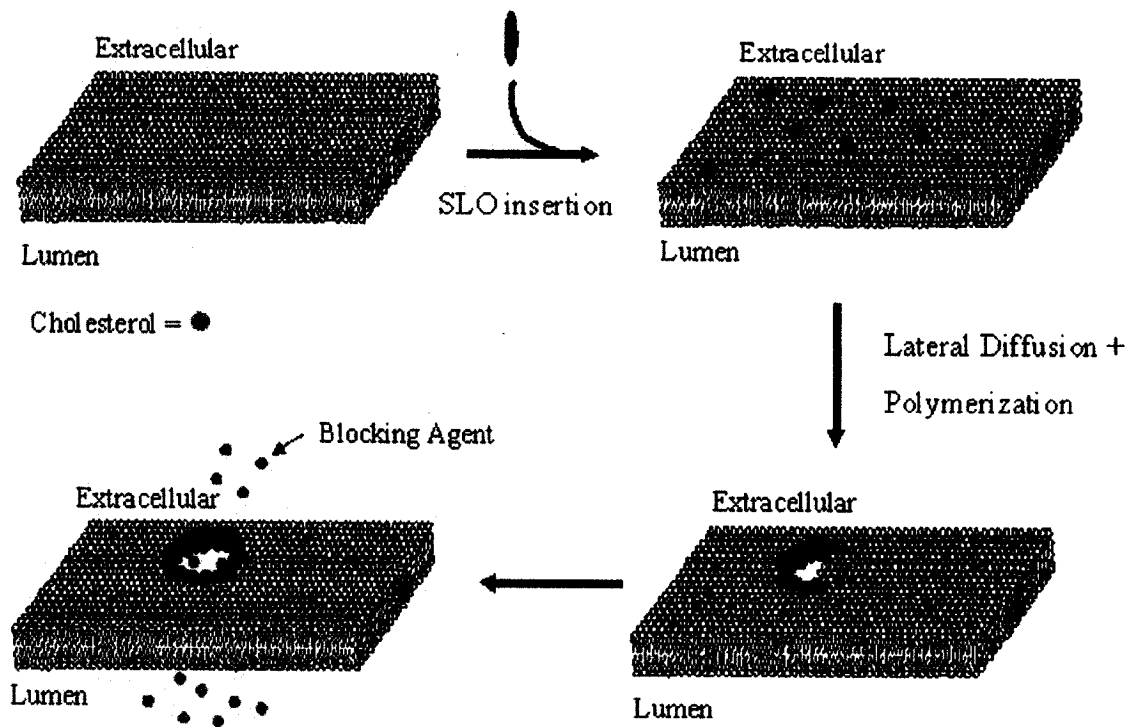 Extracellular
Lumen
SLO insertion
Extracellular
Lumen
Cholesterol =
Lateral Diffusion +
Polymerization
Blocking Agent
Extracellular
Lumen
Extracellular
Lumen